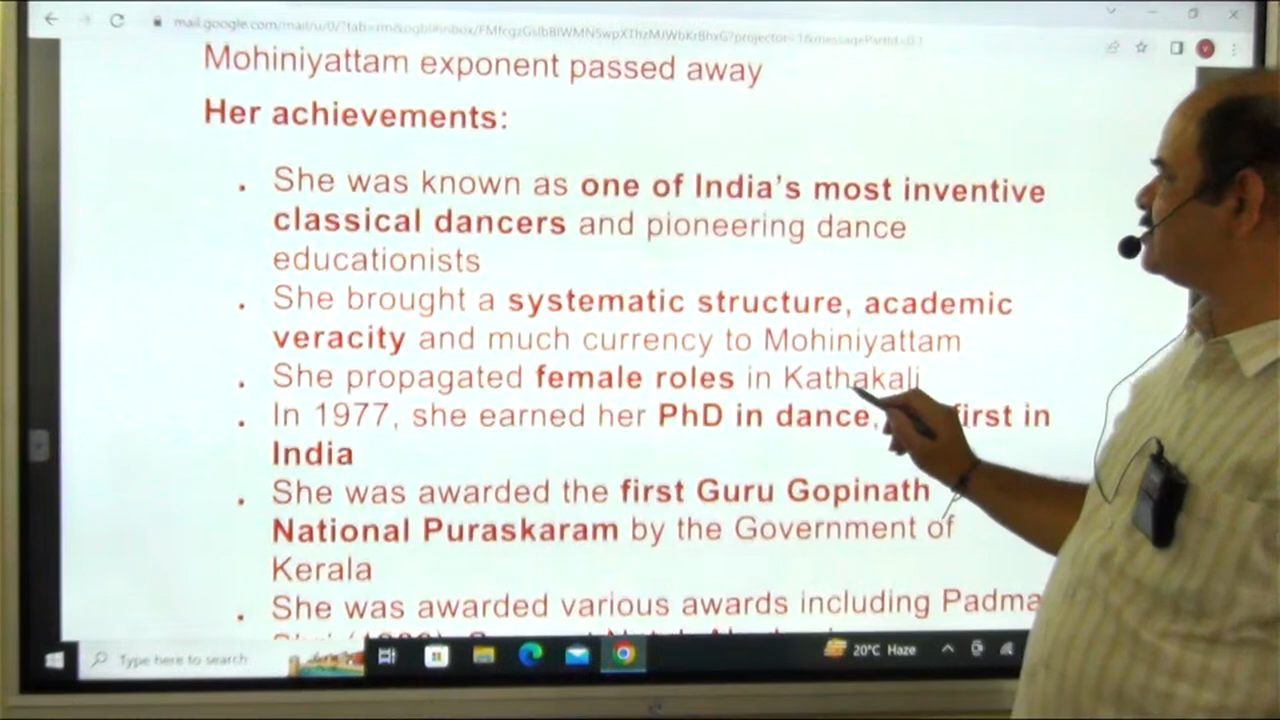 Mohiniyattam exponent passed away
Her achievements:
. She was known as one of India's most inventive
classical dancers and pioneering dance
educationists
. She brought a systematic structure, academic
veracity and much currency to Mohiniyattam
. She propagated female roles in Kathakali
. In 1977, she earned her PhD in dance, first in
India
. She was awarded the first Guru Gopinath
National Puraskaram by the Government of
Kerala
. She was awarded various awards including Padma
Type here to search
20°C Haze